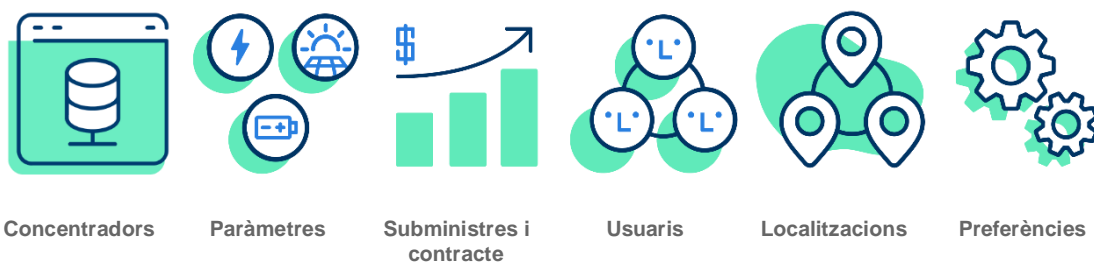 $
Concentradors
Paràmetres
Subministres i
contracte
Usuaris
Localitzacions
Preferències